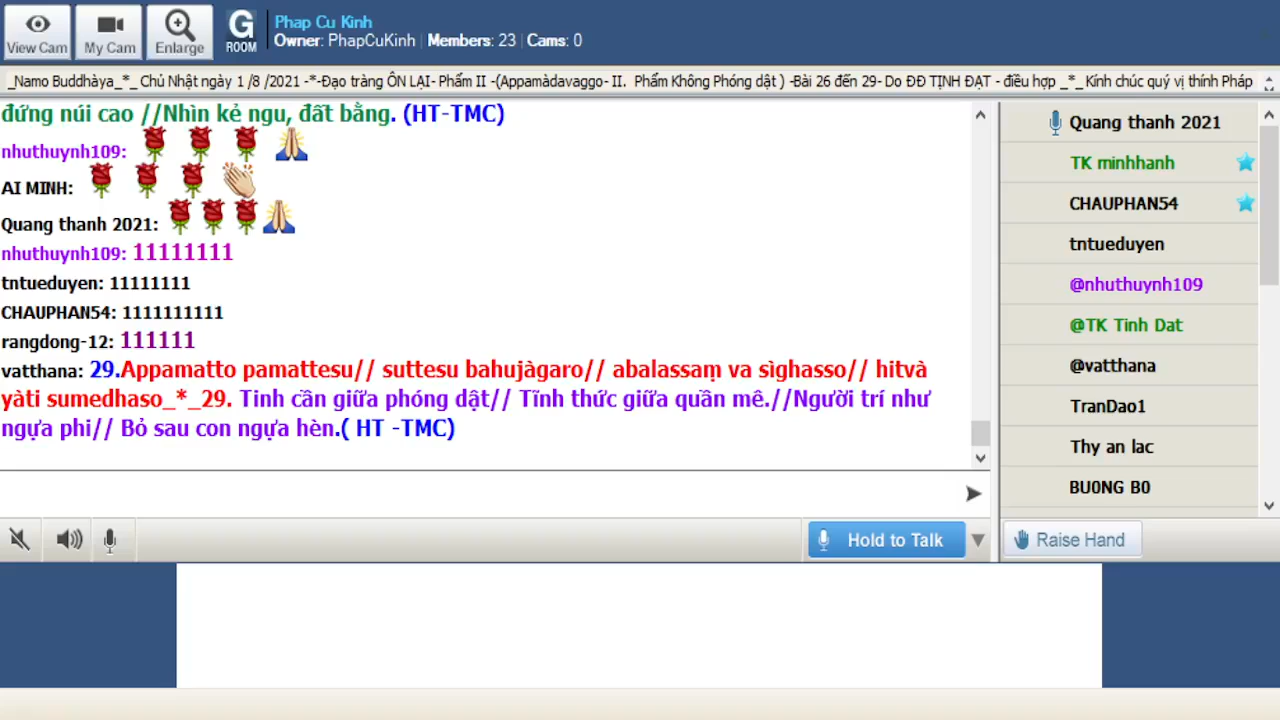 View Cam
My Cam
Enlarge
G
ROOM
Phap Cu Kinh
Owner: PhapCuKinh | Members: 23 | Cams: 0
_Namo Buddhàya_*_ Chủ Nhật ngày 1 /8 /2021 -*-Đạo tràng ÔN LẠI- Phẩm II -(Appamàdavaggo- II. Phẩm Không Phóng dật ) -Bài 26 đến 29- Do ĐĐ TỊNH ĐẠT - điều hợp _*_Kính chúc quý vị thính Pháp
đứng núi cao //Nhìn kẻ ngu, đất bằng. (HT-TMC)
nhuthuynh109:
AI MINH:
Quang thanh 2021:
nhuthuynh109: 11111111
tntueduyen: 11111111
CHAUPHAN54: 1111111111
rangdong-12: 111111
vatthana: 29.Appamatto pamattesu// suttesu bahujàgaro// abalassaṃ va sìghasso// hitvà
yàti sumedhaso_*_29. Tinh cần giữa phóng dật// Tĩnh thức giữa quần mê.//Người trí như
ngựa phi// Bỏ sau con ngựa hèn.( HT -TMC)
Quang thanh 2021
TK minhhanh
CHAUPHAN54
tntueduyen
@nhuthuynh109
@TK Tinh Dat
@vatthana
TranDao1
Thy an lac
BU0NG B0
Hold to Talk
Raise Hand